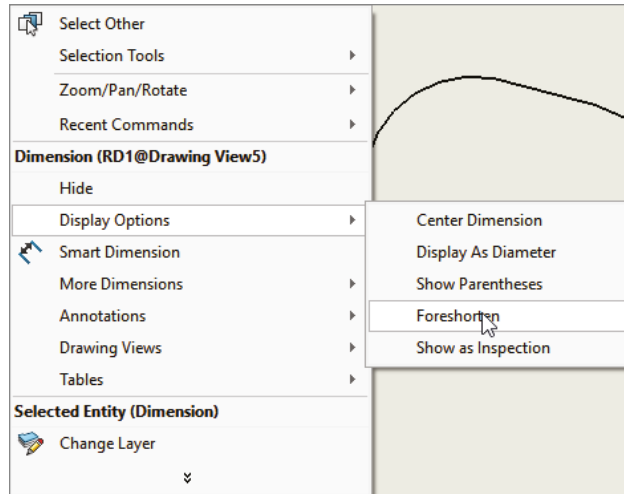 Select Other
Selection Tools
Zoom/Pan/Rotate
Recent Commands
Dimension (RD1@Drawing View5)
Hide
Display Options
Smart Dimension
More Dimensions
Annotations
Drawing Views
Tables
Selected Entity (Dimension)
Change Layer
Center Dimension
Display As Diameter
Show Parentheses
Foreshorten
Show as Inspection